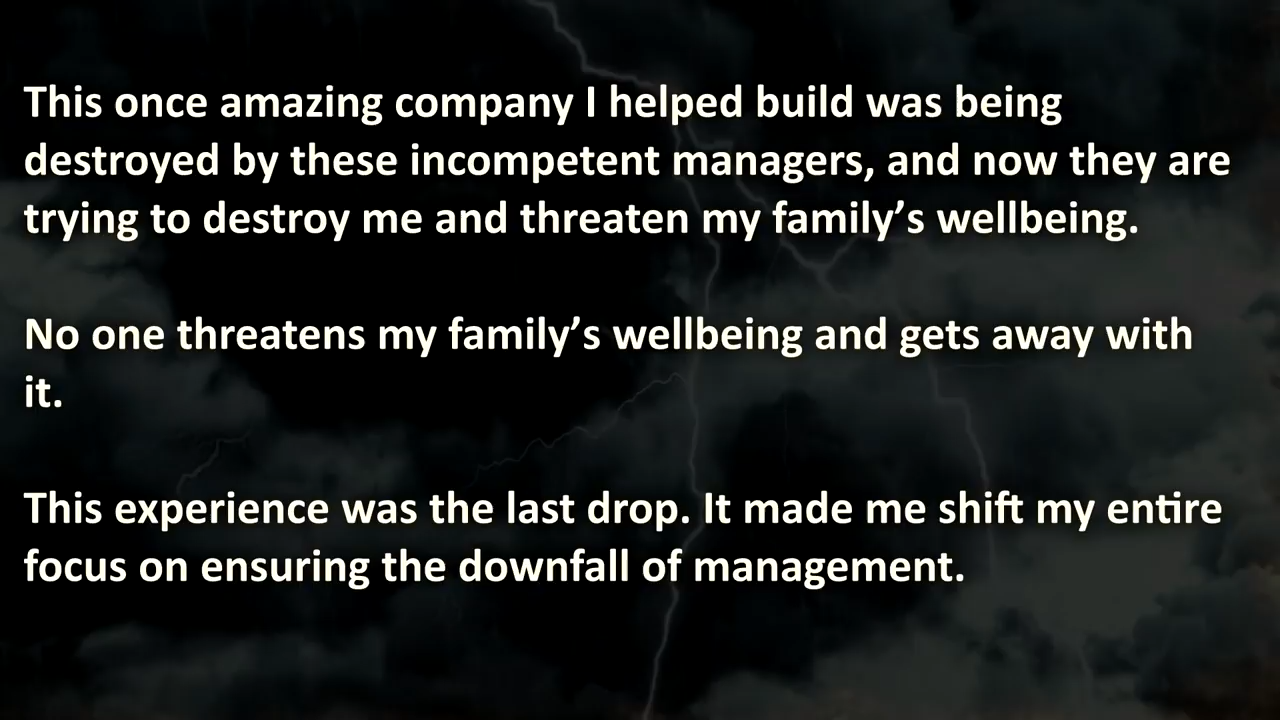 This once amazing company I helped build was being
destroyed by these incompetent managers, and now they are
trying to destroy me and threaten my family’s wellbeing.
No one threatens my family’s wellbeing and gets away with
it.
This experience was the last drop. It made me shift my entire
focus on ensuring the downfall of management.